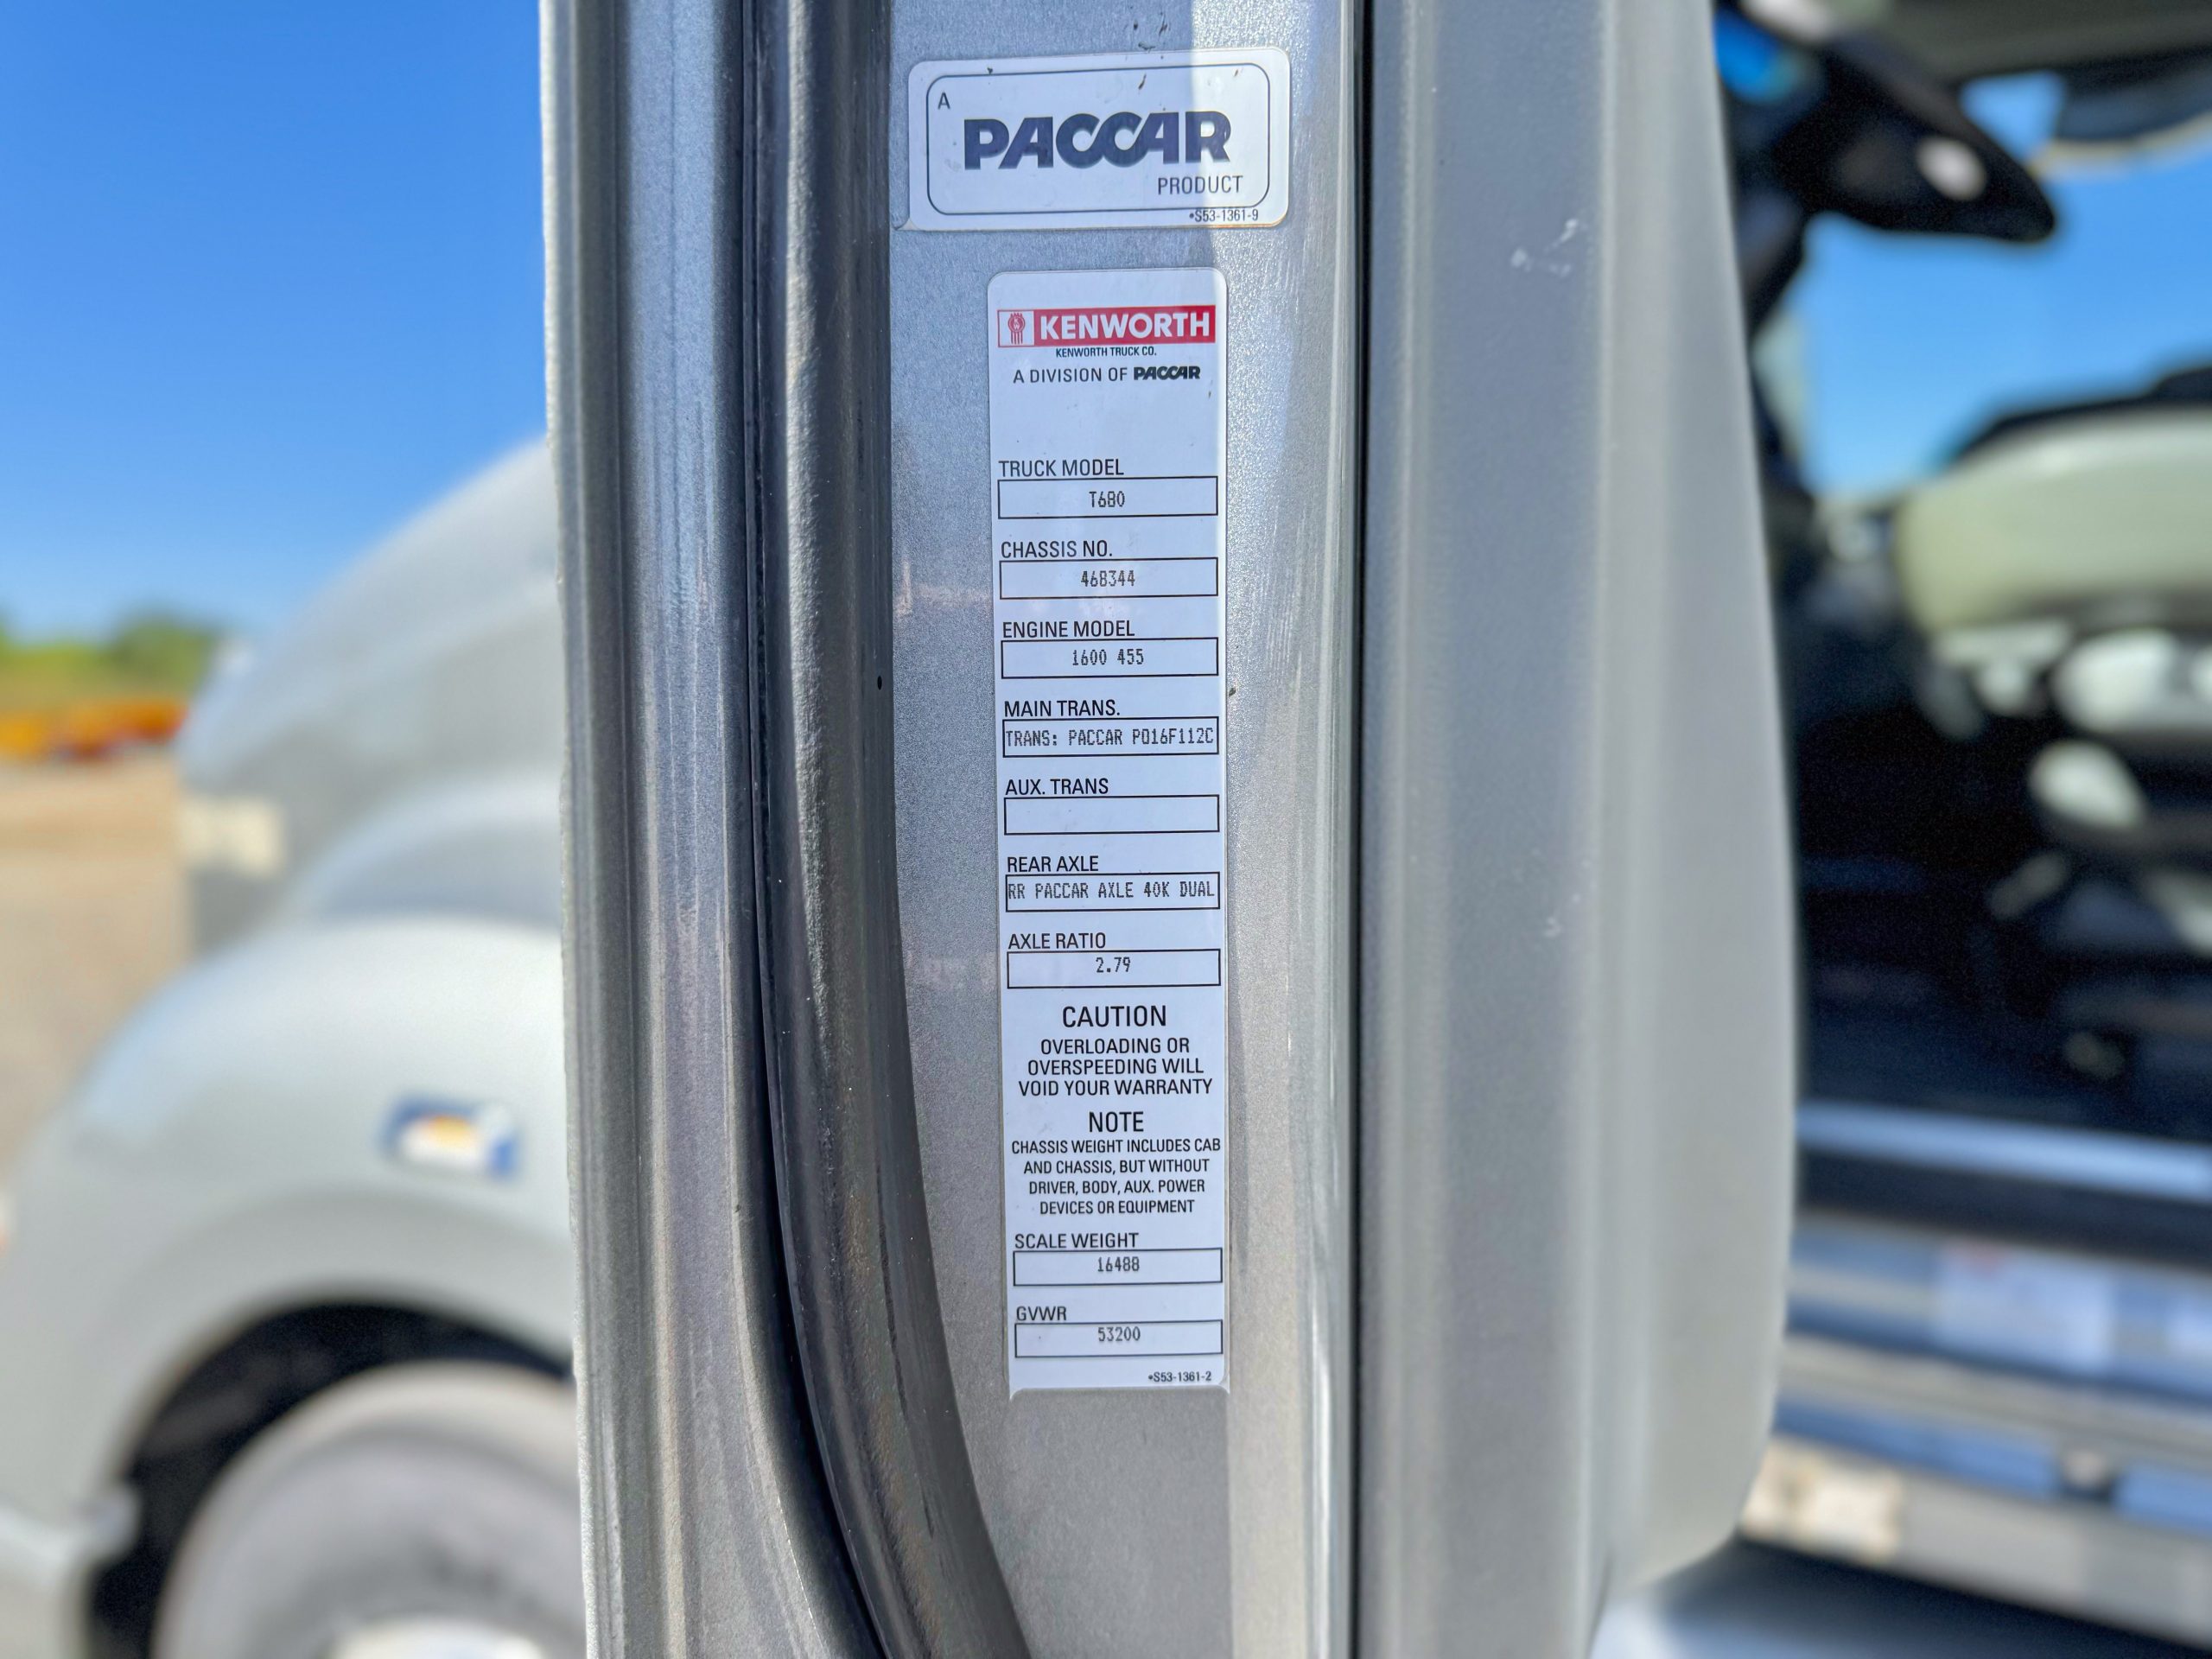 A
PACCAR
PRODUCT
•S53-1361-9
KENWORTH
KENWORTH TRUCK CO.
A DIVISION OF PACCAR
TRUCK MODEL
T680
CHASSIS NO.
468344
ENGINE MODEL
1600 455
MAIN TRANS.
TRANS: PACCAR PO16F112C
AUX. TRANS
REAR AXLE
RR PACCAR AXLE 40K DUAL
AXLE RATIO
2.79
CAUTION
OVERLOADING OR
OVERSPEEDING WILL
VOID YOUR WARRANTY
NOTE
CHASSIS WEIGHT INCLUDES CAB
AND CHASSIS, BUT WITHOUT
DRIVER, BODY, AUX. POWER
DEVICES OR EQUIPMENT
SCALE WEIGHT
16488
GVWR
53200
•S53-1361-2